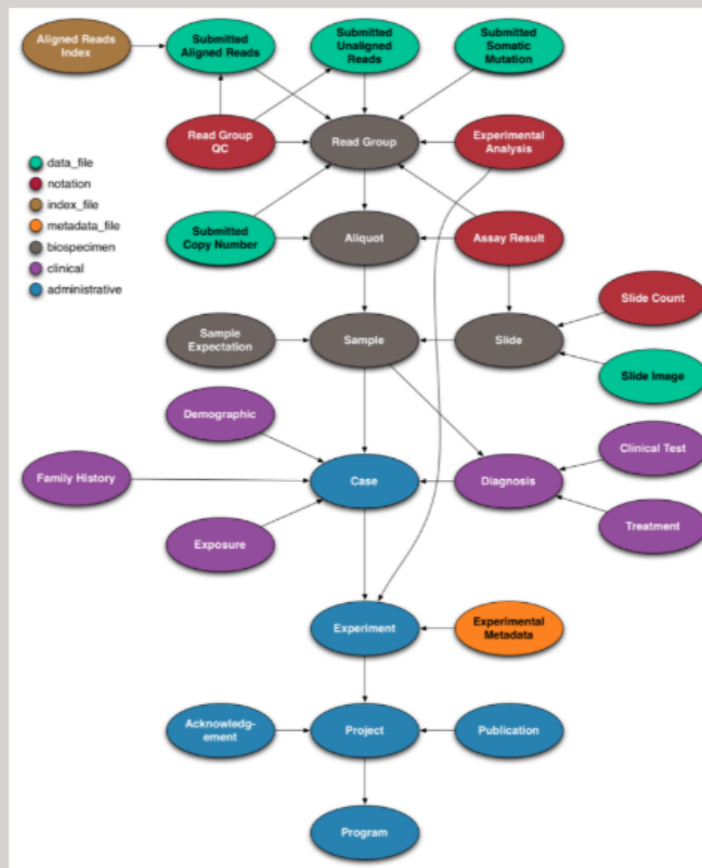 Aligned Reads
Index
Submitted
Aligned Reads
Submitted
Unaligned
Reads
Submitted
Somatic
Mutation
Read Group
QC
Read Group
Experimental
Analysis
data_file
notation
index_file
metadata_file
biospecimen
clinical
administrative
Submitted
Copy Number
Aliquot
Assay Result
Slide Count
Sample
Expectation
Sample
Slide
Slide Image
Demographic
Clinical Test
Family History
Case
Diagnosis
Exposure
Treatment
Experiment
Experimental
Metadata
Acknowledg-
ement
Project
Publication
Program